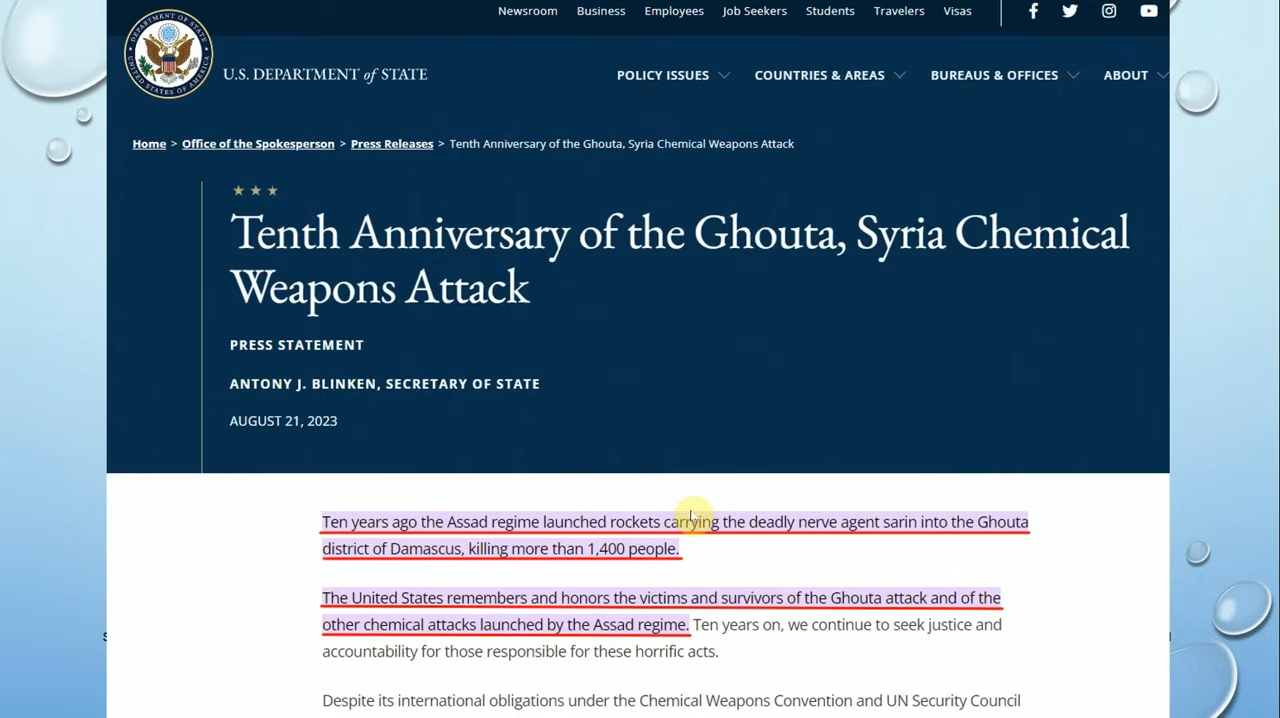 Newsroom Business Employees Job Seekers Students Travelers Visas
U.S. DEPARTMENT of STATE
POLICY ISSUES COUNTRIES & AREAS BUREAUS & OFFICES ABOUT
Home > Office of the Spokesperson > Press Releases > Tenth Anniversary of the Ghouta, Syria Chemical Weapons Attack
Tenth Anniversary of the Ghouta, Syria Chemical
Weapons Attack
PRESS STATEMENT
ANTONY J. BLINKEN, SECRETARY OF STATE
AUGUST 21, 2023
Ten years ago the Assad regime launched rockets carrying the deadly nerve agent sarin into the Ghouta
district of Damascus, killing more than 1,400 people.
The United States remembers and honors the victims and survivors of the Ghouta attack and of the
other chemical attacks launched by the Assad regime. Ten years on, we continue to seek justice and
accountability for those responsible for these horrific acts.
Despite its international obligations under the Chemical Weapons Convention and UN Security Council